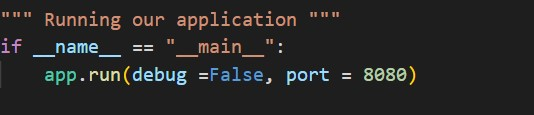 """ Running our application """
if __name__ == "__main__":
    app.run(debug =False, port = 8080)